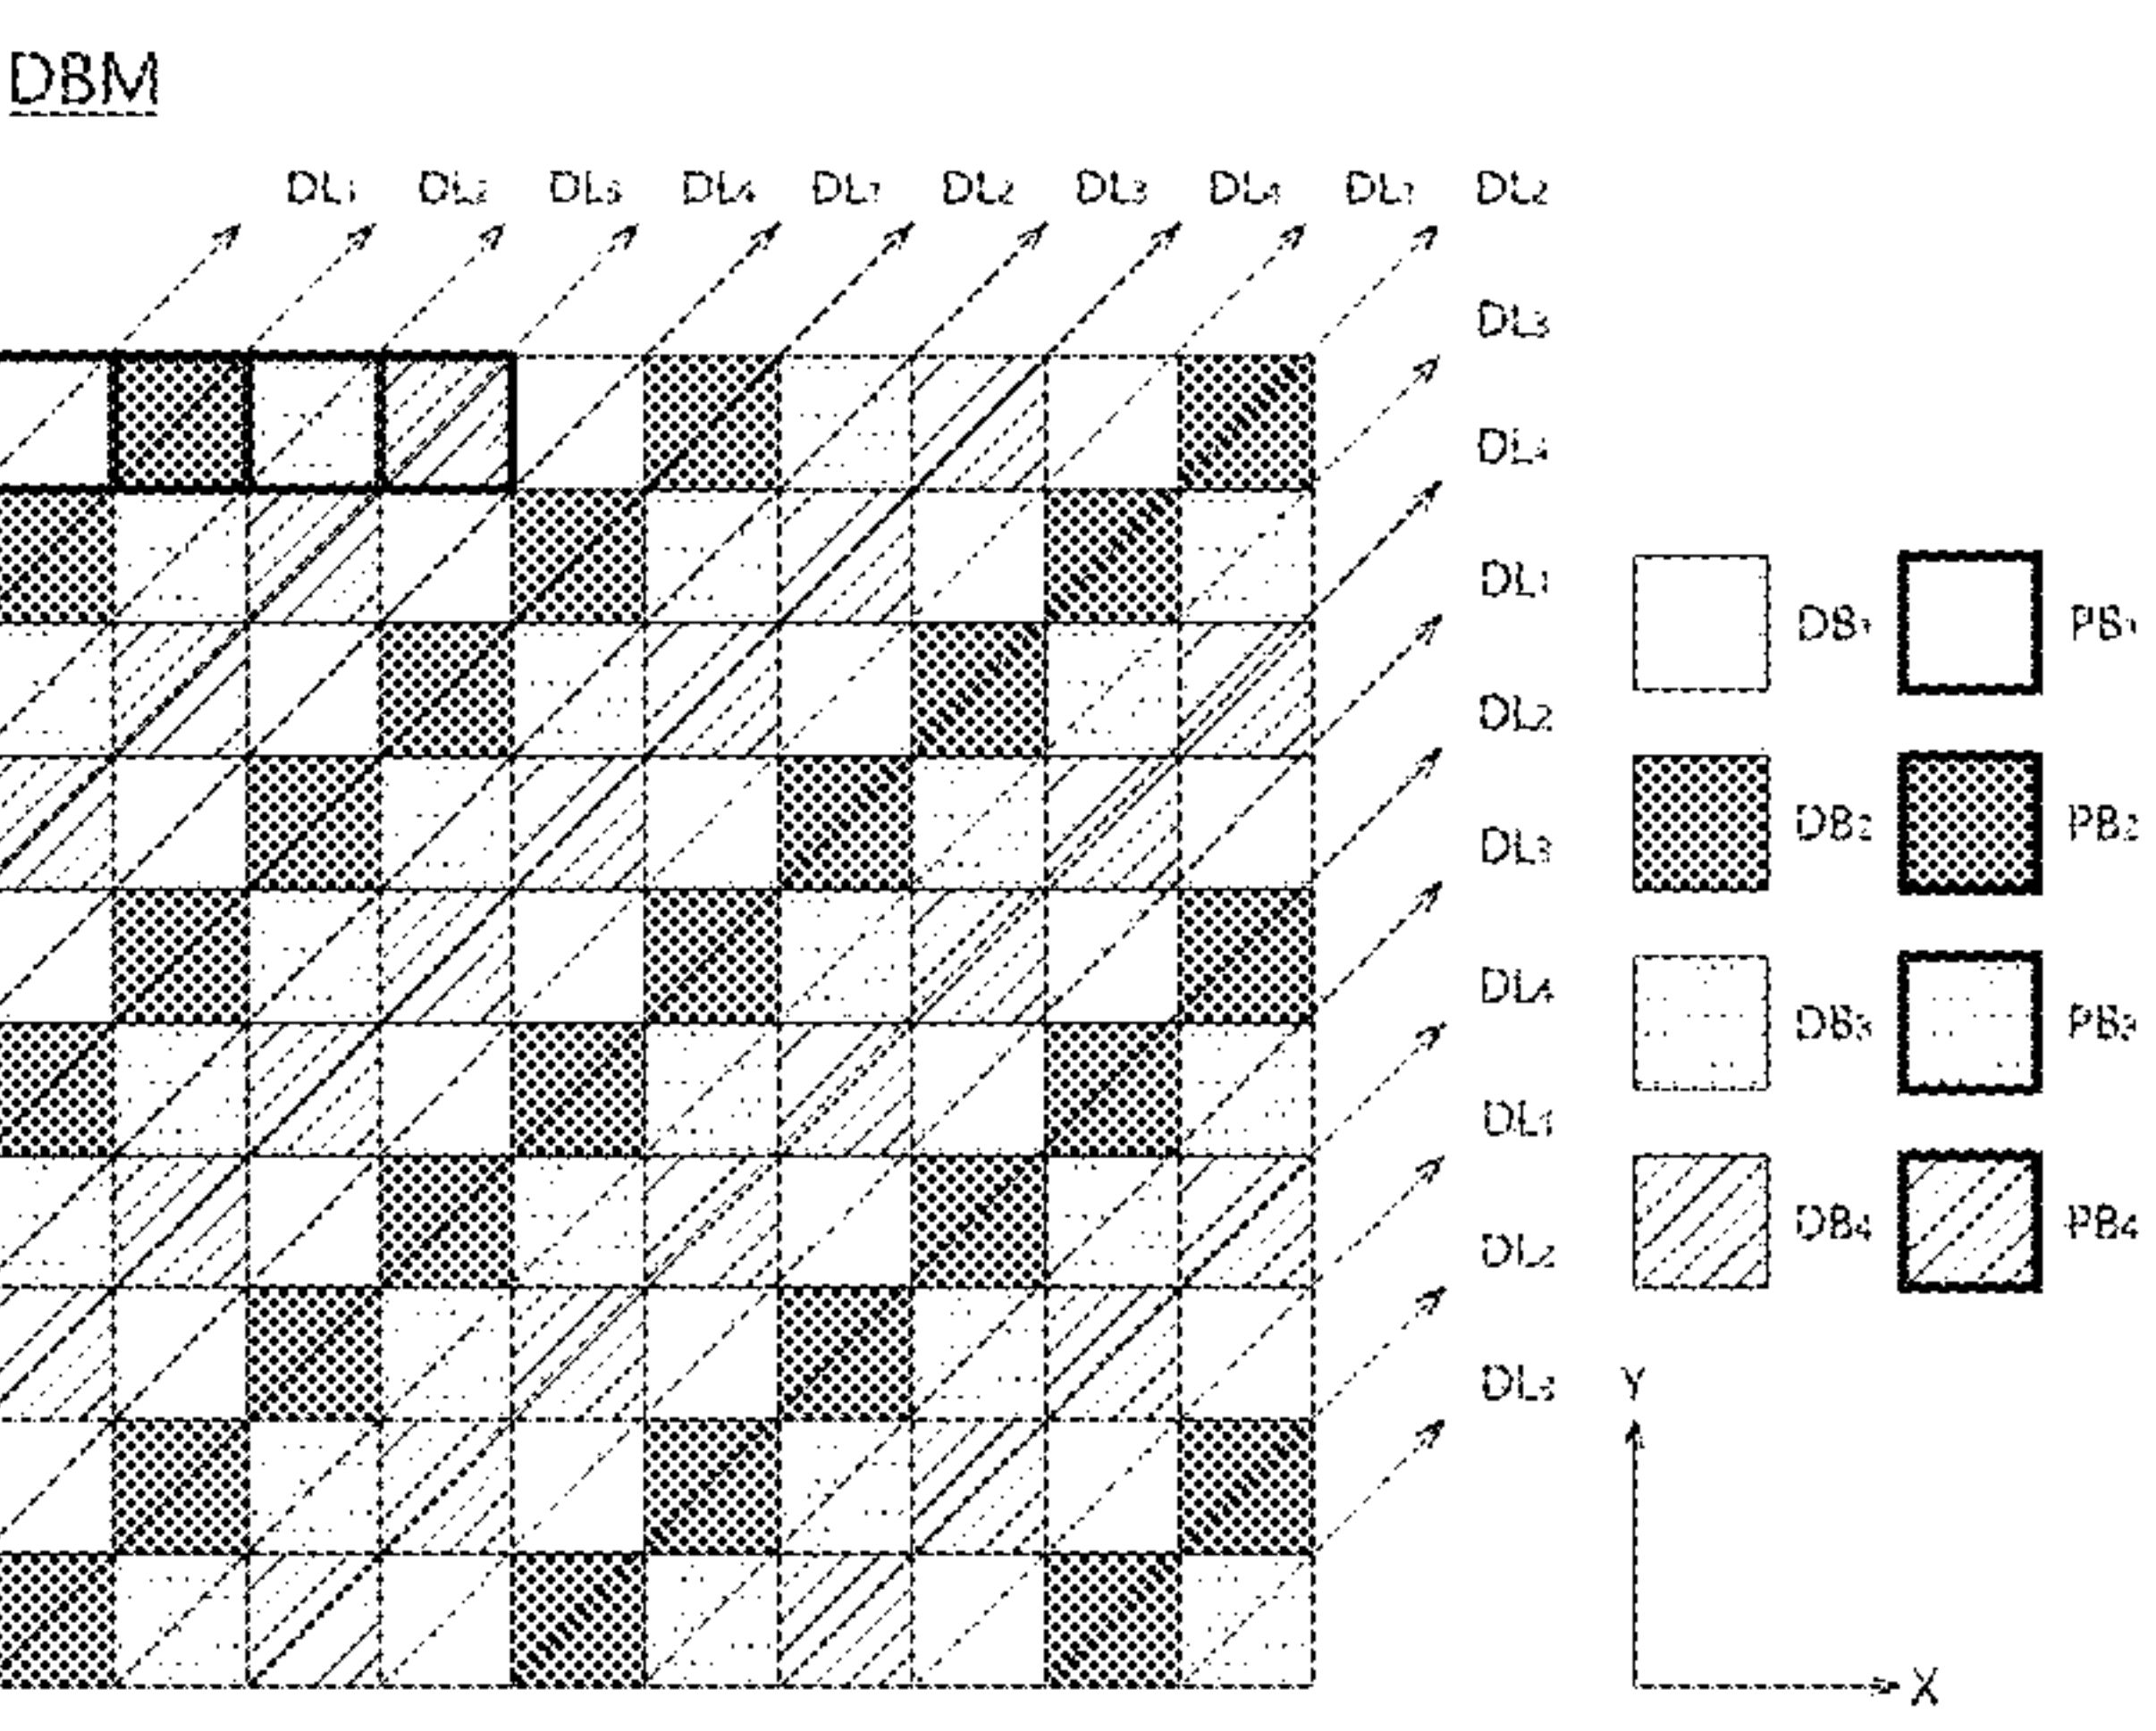 DBM
DL₁ DL₂ DL₃ DL₄ DL₁ DL₂ DL₃ DL₄ DL₁ DL₂
DL₃
DL₄
DL₁
DB₁ PB₁
DL₂
DB₂ PB₂
DL₃
DL₄
DB₃ PB₃
DL₁
DB₄ PB₄
DL₂
DL₃
Y
X